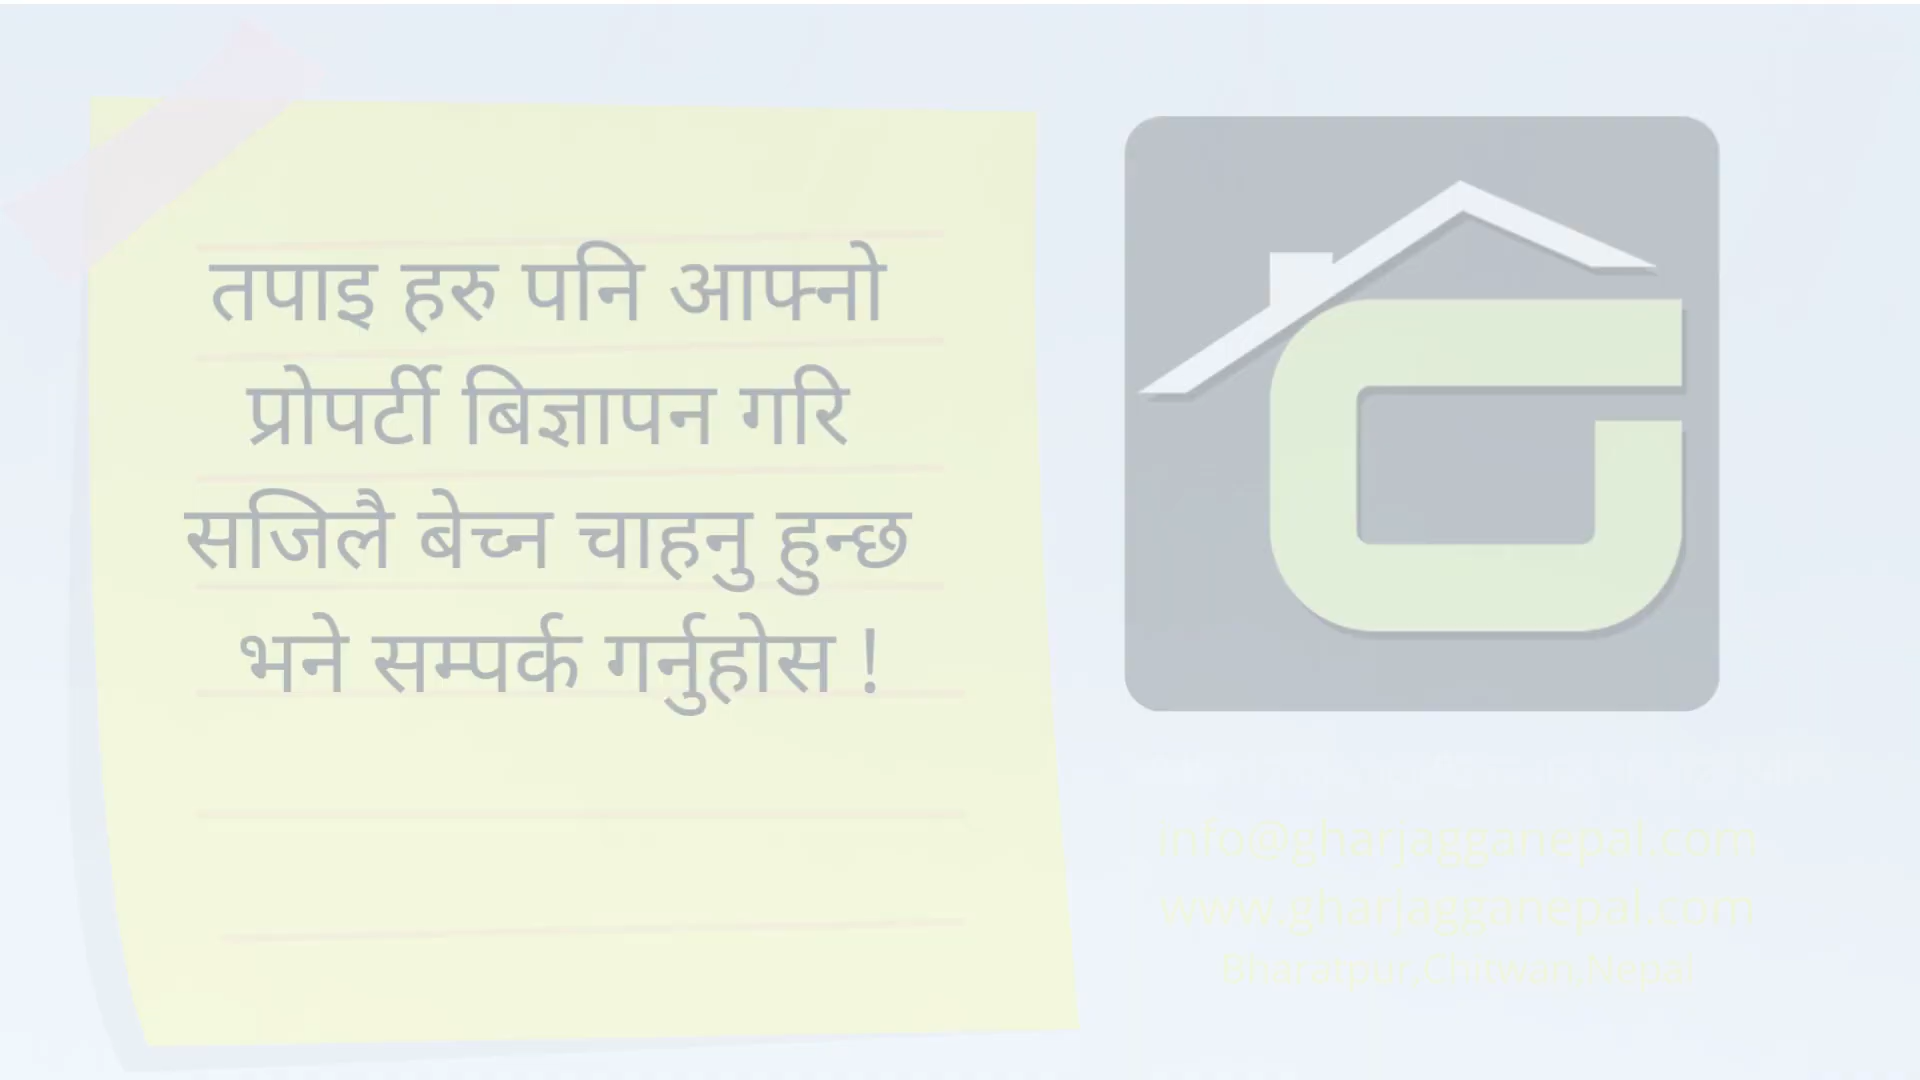 तपाइ हरु पनि आफ्नो
प्रोपर्टी बिज्ञापन गरि
सजिलै बेच्न चाहनु हुन्छ
भने सम्पर्क गर्नुहोस !
info@gharjagganepal.com
www.gharjagganepal.com
Bharatpur,Chitwan,Nepal